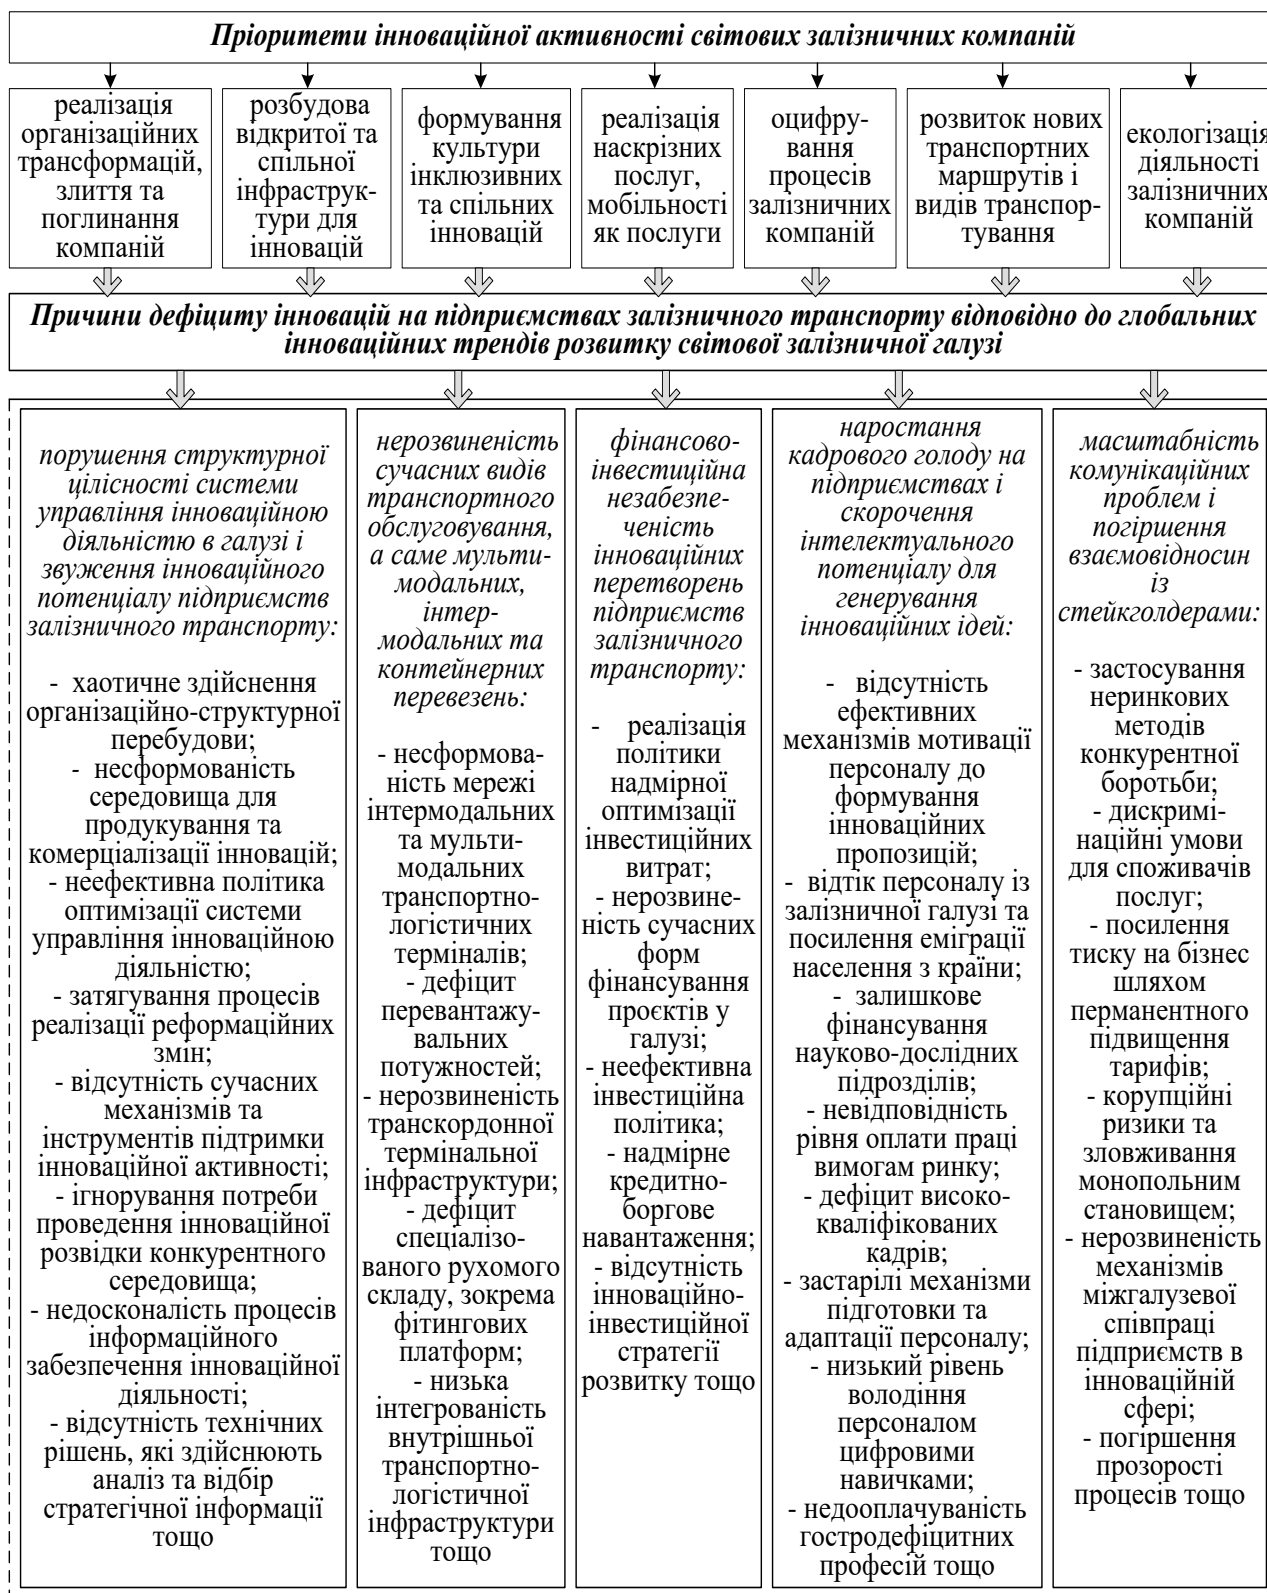 Пріоритети інноваційної активності світових залізничних компаній
реалізація
організаційних
трансформацій,
злиття та
поглинання
компаній
розбудова
відкритої та
спільної
інфраструк-
тури для
інновацій
формування
культури
інклюзивних
та спільних
інновацій
реалізація
наскрізних
послуг,
мобільності
як послуги
оцифру-
вання
процесів
залізничних
компаній
розвиток нових
транспортних
маршрутів і
видів транспор-
тування
екологізація
діяльності
залізничних
компаній
Причини дефіциту інновацій на підприємствах залізничного транспорту відповідно до глобальних
інноваційних трендів розвитку світової залізничної галузі
порушення структурної
цілісності системи
управління інноваційною
діяльністю в галузі і
звуження інноваційного
потенціалу підприємств
залізничного транспорту:
- хаотичне здійснення
організаційно-структурної
перебудови;
- несформованість
середовища для
продукування та
комерціалізації інновацій;
- неефективна політика
оптимізації системи
управління інноваційною
діяльністю;
- затягування процесів
реалізації реформаційних
змін;
- відсутність сучасних
механізмів та
інструментів підтримки
інноваційної активності;
- ігнорування потреби
проведення інноваційної
розвідки конкурентного
середовища;
- недосконалість процесів
інформаційного
забезпечення інноваційної
діяльності;
- відсутність технічних
рішень, які здійснюють
аналіз та відбір
стратегічної інформації
тощо
нерозвиненість
сучасних видів
транспортного
обслуговування,
а саме мульти-
модальних,
інтер-
модальних та
контейнерних
перевезень:
- несформова-
ність мережі
інтермодальних
та мульти-
модальних
транспортно-
логістичних
терміналів;
- дефіцит
перевантажу-
вальних
потужностей;
- нерозвиненість
транскордонної
термінальної
інфраструктури;
- дефіцит
спеціалізо-
ваного рухомого
складу, зокрема
фітингових
платформ;
- низька
інтегрованість
внутрішньої
транспортно-
логістичної
інфраструктури
тощо
фінансово-
інвестиційна
незабезпе-
ченість
інноваційних
перетворень
підприємств
залізничного
транспорту:
- реалізація
політики
надмірної
оптимізації
інвестиційних
витрат;
- нерозвине-
ність сучасних
форм
фінансування
проєктів у
галузі;
- неефективна
інвестиційна
політика;
- надмірне
кредитно-
боргове
навантаження;
- відсутність
інноваційно-
інвестиційної
стратегії
розвитку тощо
наростання
кадрового голоду на
підприємствах і
скорочення
інтелектуального
потенціалу для
генерування
інноваційних ідей:
- відсутність
ефективних
механізмів мотивації
персоналу до
формування
інноваційних
пропозицій;
- відтік персоналу із
залізничної галузі та
посилення еміграції
населення з країни;
- залишкове
фінансування
науково-дослідних
підрозділів;
- невідповідність
рівня оплати праці
вимогам ринку;
- дефіцит високо-
кваліфікованих
кадрів;
- застарілі механізми
підготовки та
адаптації персоналу;
- низький рівень
володіння
персоналом
цифровими
навичками;
- недооплачуваність
гостродефіцитних
професій тощо
масштабність
комунікаційних
проблем і
погіршення
взаємовідносин
із
стейкголдерами:
- застосування
неринкових
методів
конкурентної
боротьби;
- дискримі-
наційні умови
для споживачів
послуг;
- посилення
тиску на бізнес
шляхом
перманентного
підвищення
тарифів;
- корупційні
ризики та
зловживання
монопольним
становищем;
- нерозвиненість
механізмів
міжгалузевої
співпраці
підприємств в
інноваційній
сфері;
- погіршення
прозорості
процесів тощо